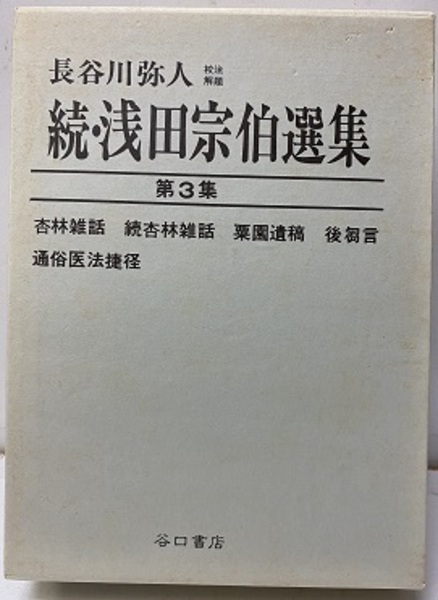 長谷川弥人 校注 解題
続・浅田宗伯選集
第3集
杏林雑話 続杏林雑話 栗園遺稿 後芻言
通俗医法捷径
谷口書店